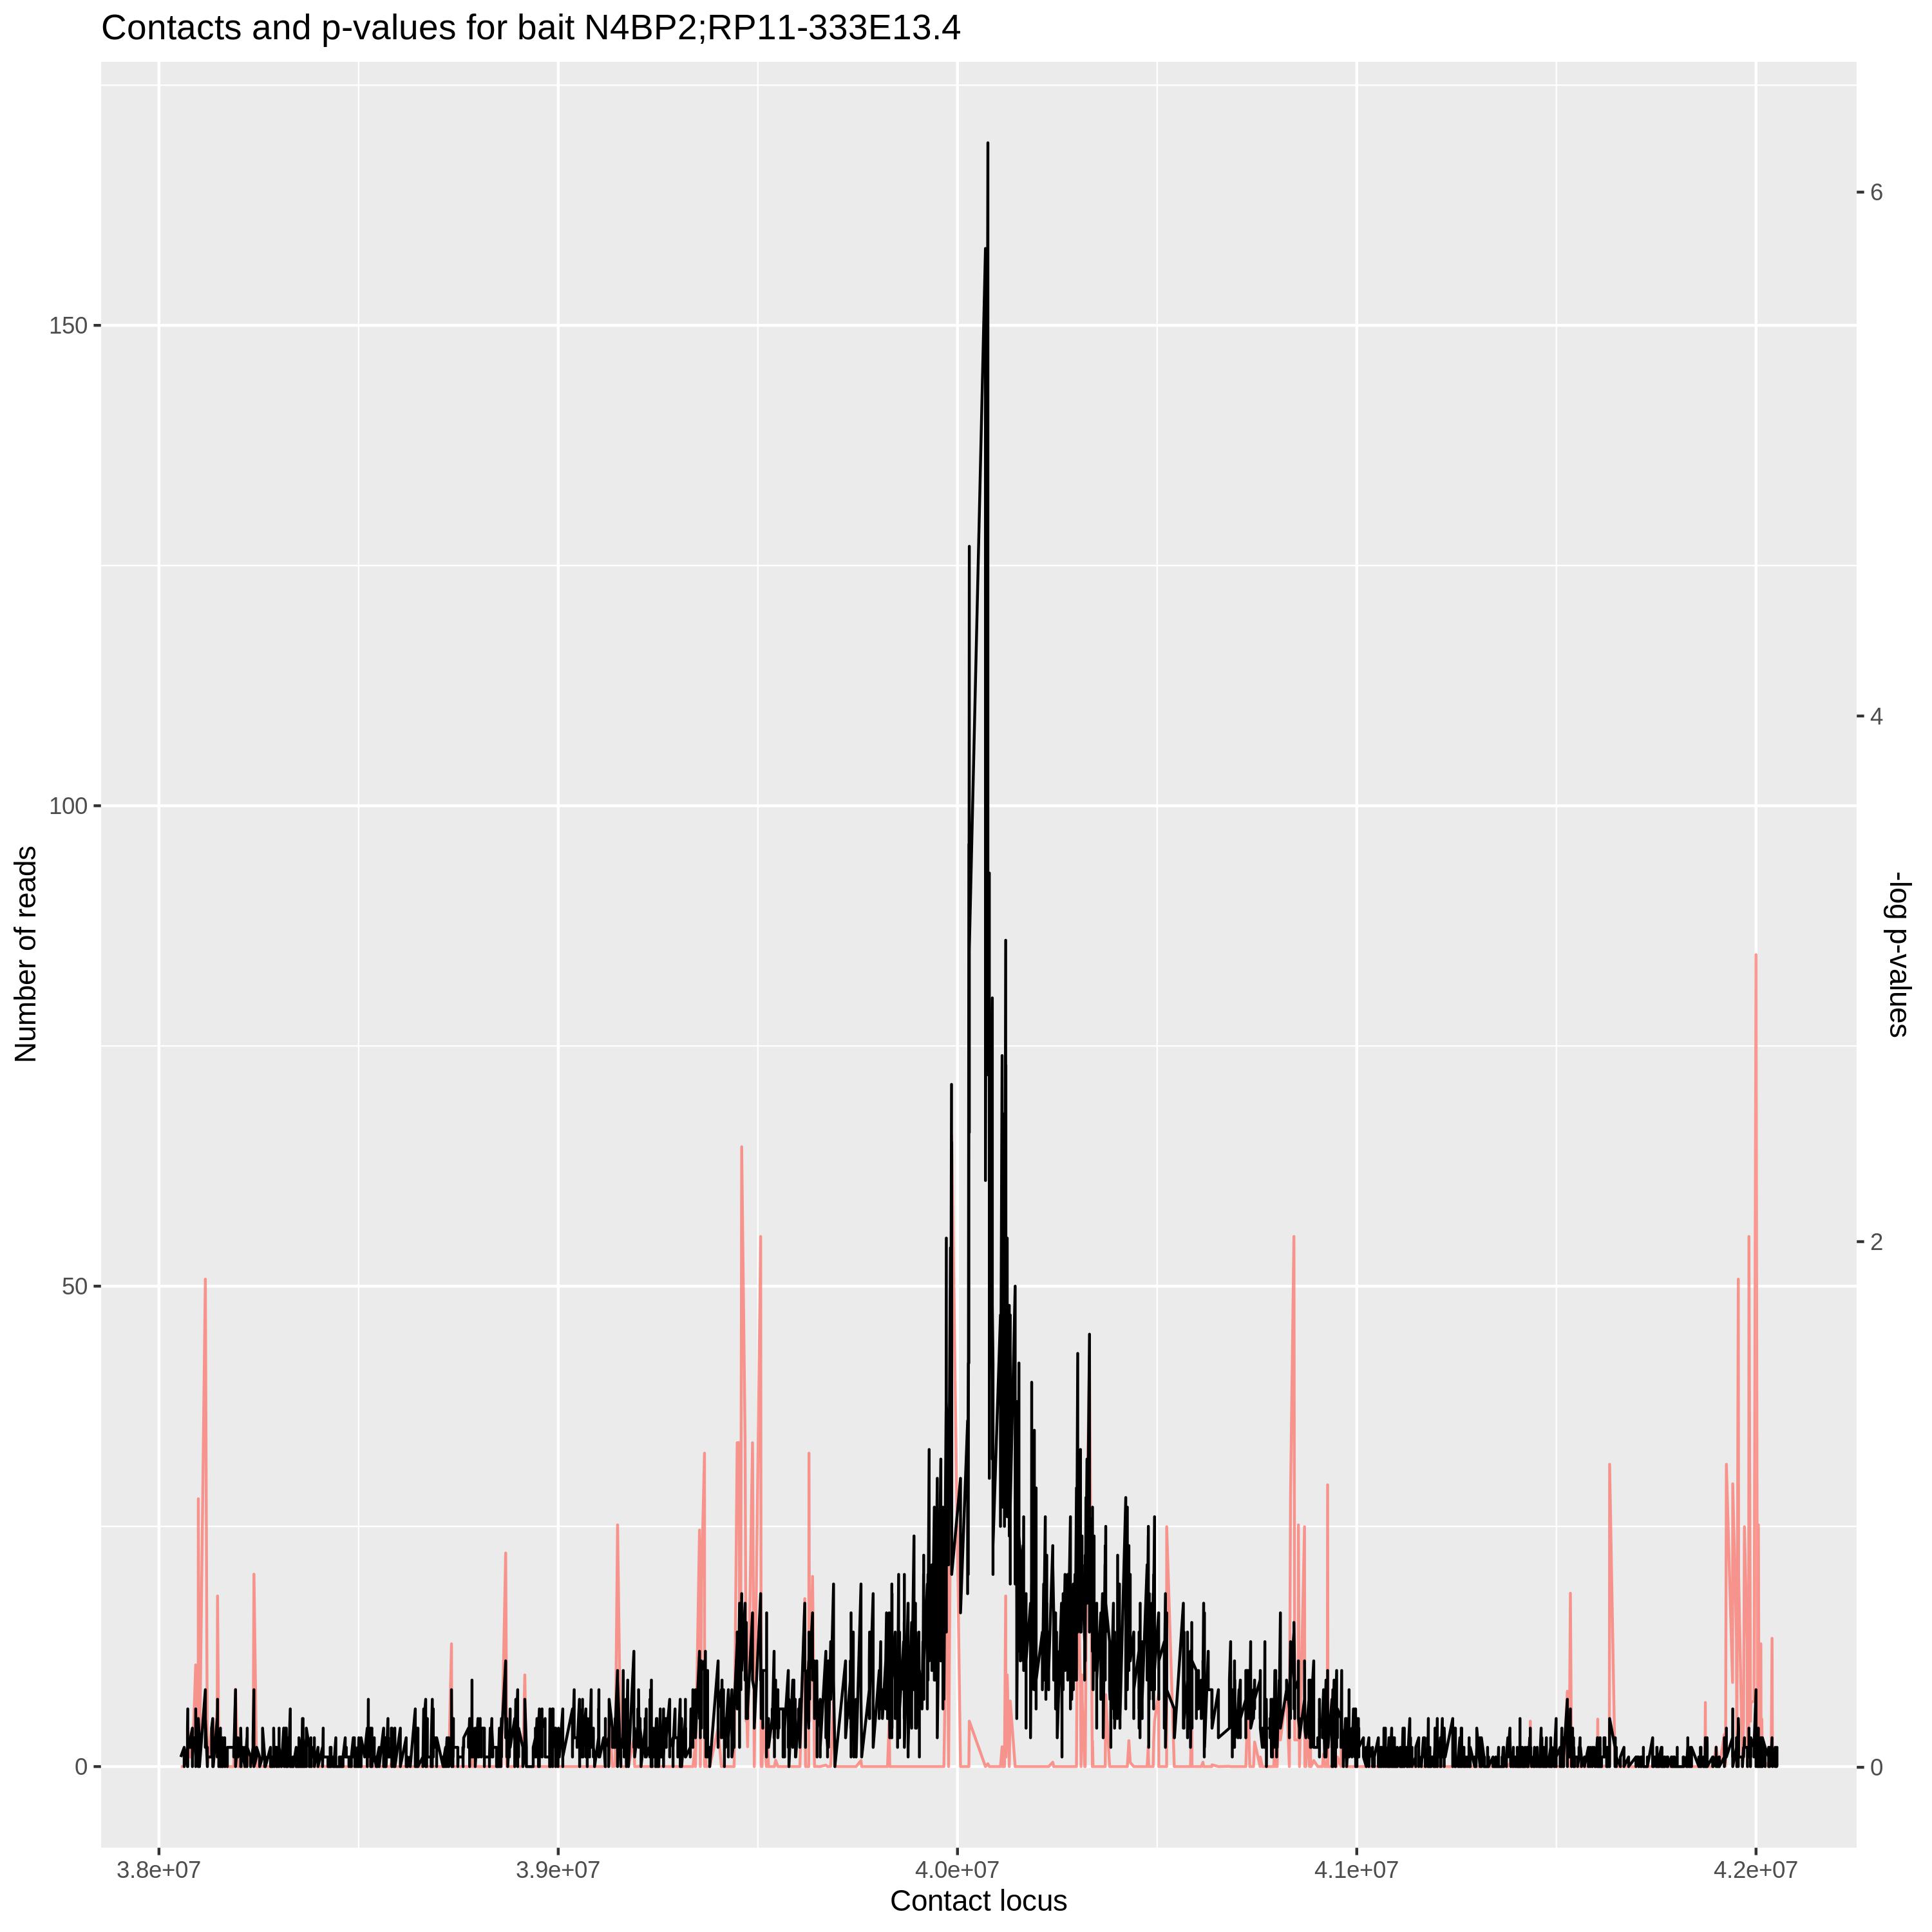 Contacts and p-values for bait N4BP2;RP11-333E13.4
Number of reads
150
100
50
0
6
4
2
0
-log p-values
3.8e+07 3.9e+07 4.0e+07 4.1e+07 4.2e+07
Contact locus